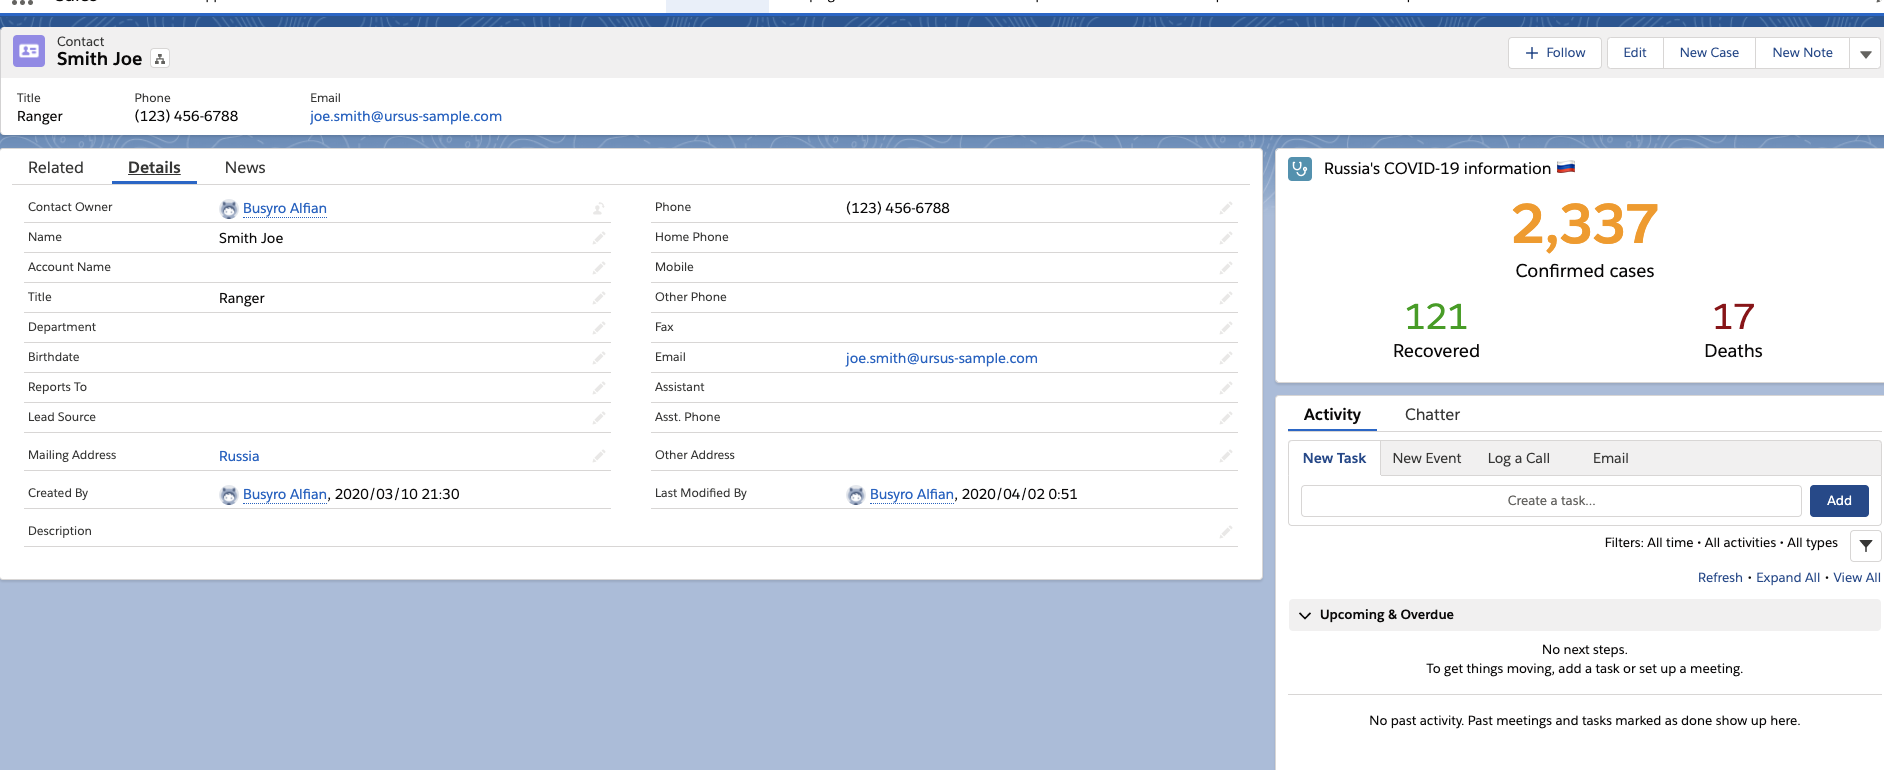 Contact
Smith Joe
Follow
Edit
New Case
New Note
Title
Phone
Email
Ranger
(123) 456-6788
joe.smith@ursus-sample.com
Related
Details
News
Contact Owner
Busyro Alfian
Name
Smith Joe
Account Name
Title
Ranger
Department
Birthdate
Reports To
Lead Source
Mailing Address
Russia
Created By
Busyro Alfian, 2020/03/10 21:30
Description
Phone
(123) 456-6788
Home Phone
Mobile
Other Phone
Fax
Email
joe.smith@ursus-sample.com
Assistant
Asst. Phone
Other Address
Last Modified By
Busyro Alfian, 2020/04/02 0:51
Russia's COVID-19 information
2,337
Confirmed cases
121
Recovered
17
Deaths
Activity
Chatter
New Task
New Event
Log a Call
Email
Create a task...
Add
Filters: All time • All activities • All types
Refresh • Expand All • View All
Upcoming & Overdue
No next steps.
To get things moving, add a task or set up a meeting.
No past activity. Past meetings and tasks marked as done show up here.